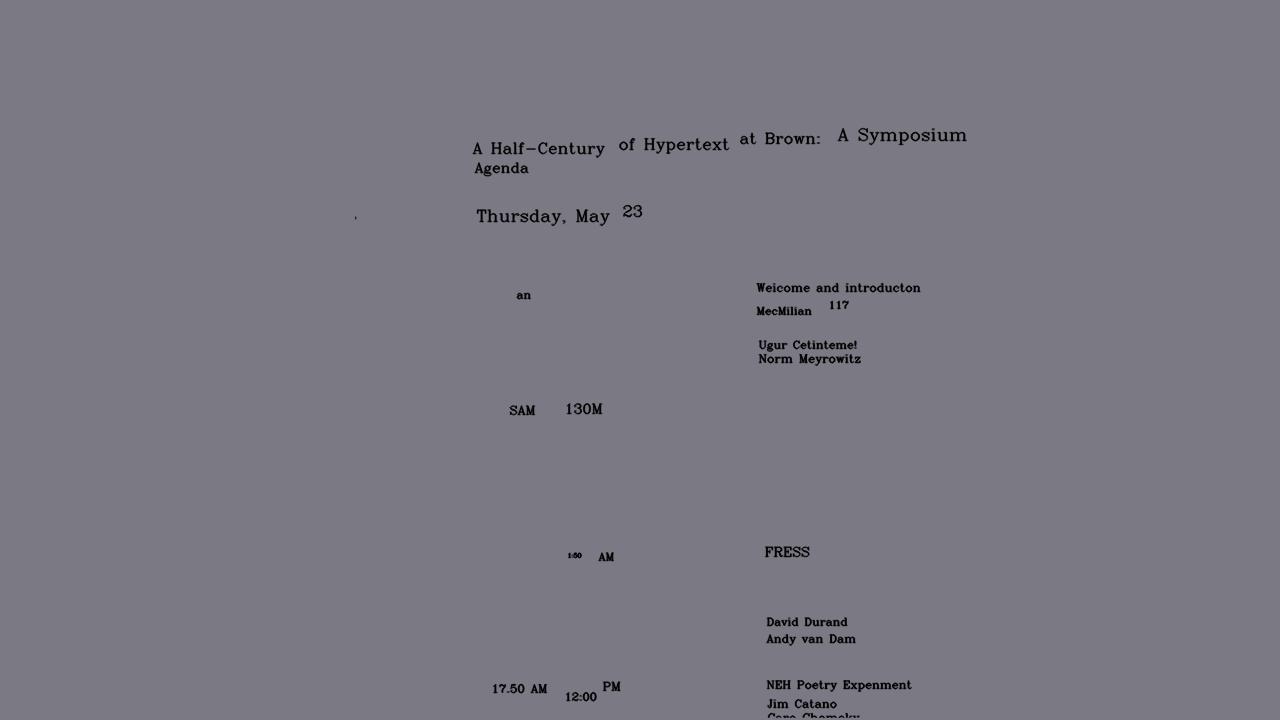 A Half-Century of Hypertext at Brown: A Symposium
Agenda
Thursday, May 23
an
Weicome and introducton
MecMilian 117
Ugur Cetinteme!
Norm Meyrowitz
SAM 130M
1:50 AM
FRESS
David Durand
Andy van Dam
17.50 AM 12:00 PM
NEH Poetry Expenment
Jim Catano